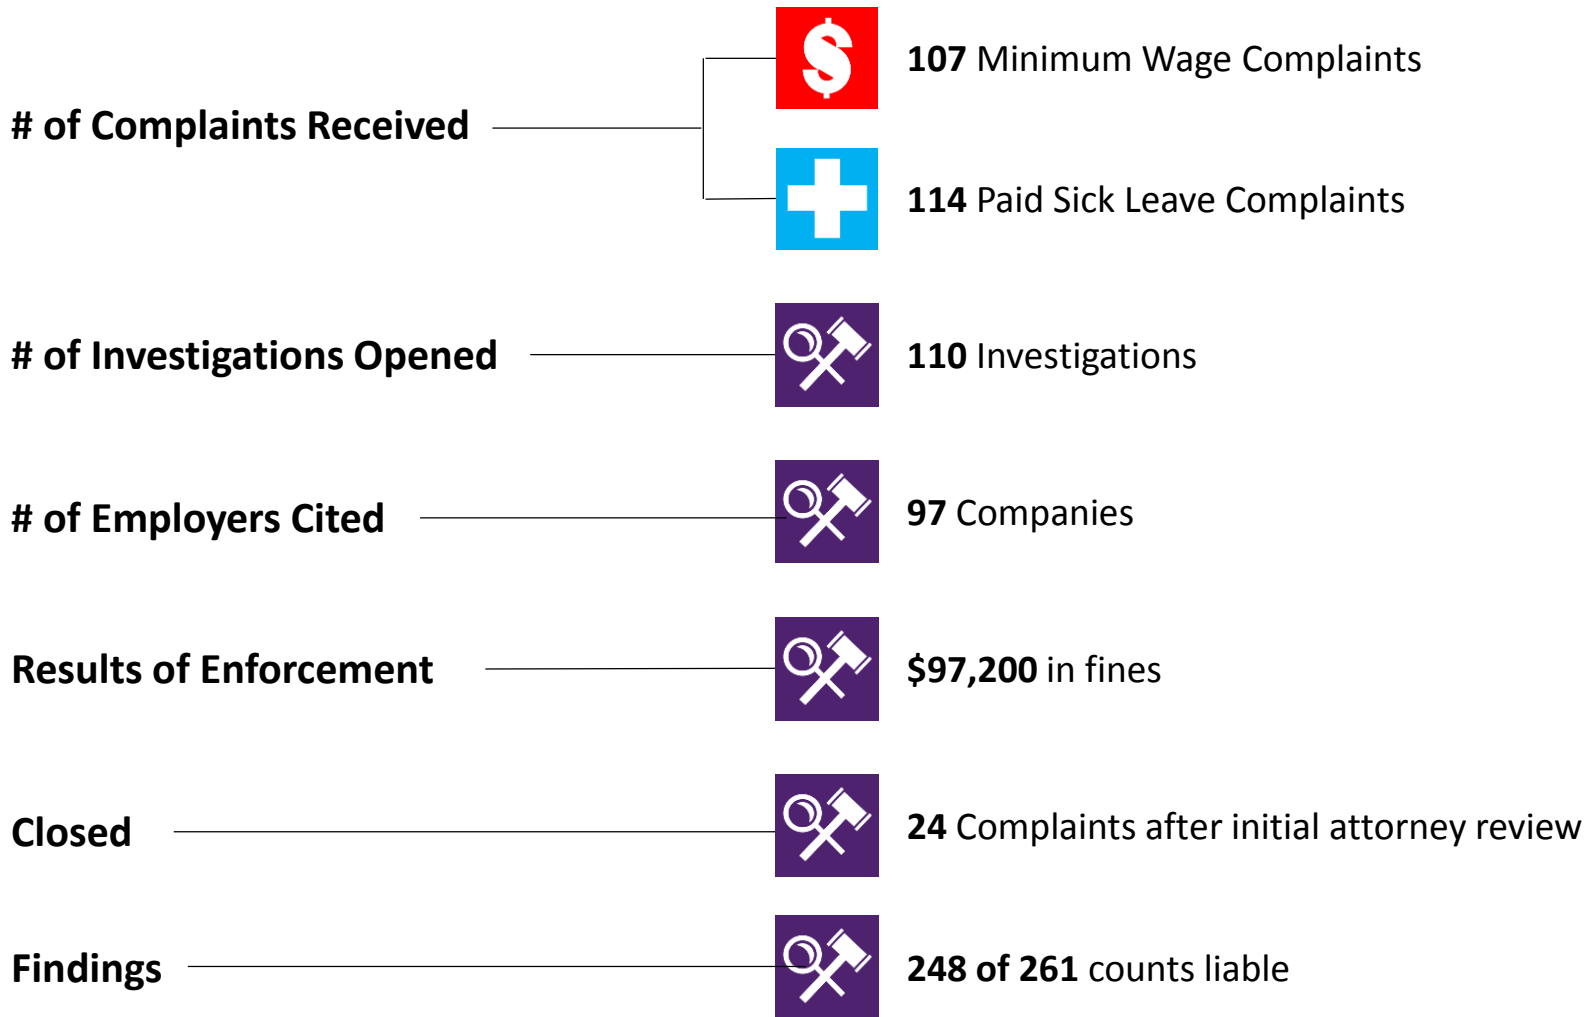 107 Minimum Wage Complaints
# of Complaints Received
114 Paid Sick Leave Complaints
# of Investigations Opened
110 Investigations
# of Employers Cited
97 Companies
Results of Enforcement
$97,200 in fines
Closed
24 Complaints after initial attorney review
Findings
248 of 261 counts liable